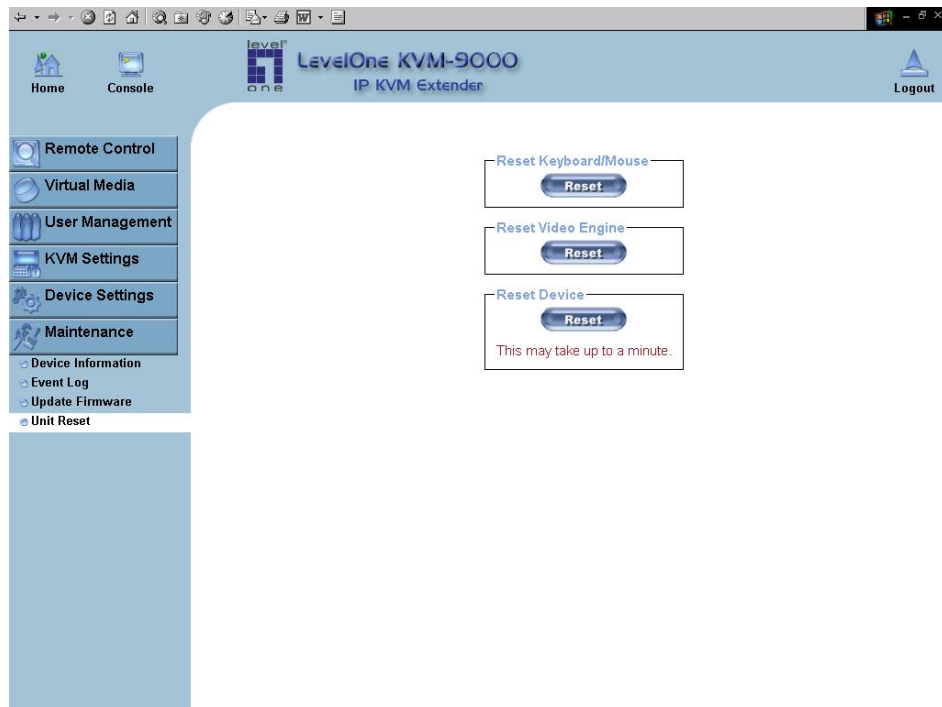 level
one
LevelOne KVM-9000
IP KVM Extender
Home
Console
Logout
Remote Control
Virtual Media
User Management
KVM Settings
Device Settings
Maintenance
Device Information
Event Log
Update Firmware
Unit Reset
Reset Keyboard/Mouse
Reset
Reset Video Engine
Reset
Reset Device
Reset
This may take up to a minute.